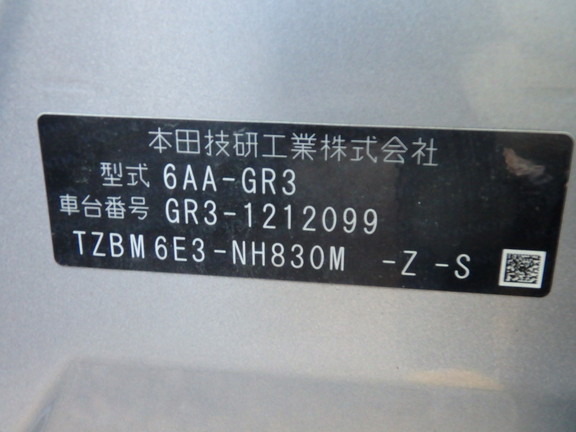 本田技研工業株式会社
型式 6AA-GR3
車台番号 GR3-1212099
TZBM6E3-NH830M -Z -S